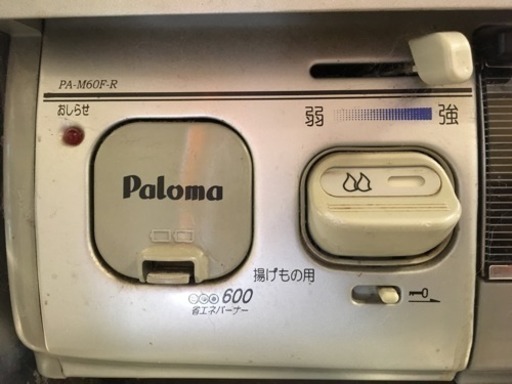 PA-M60F-R
おしらせ
弱 強
Paloma
揚げもの用
600
省エネバーナー